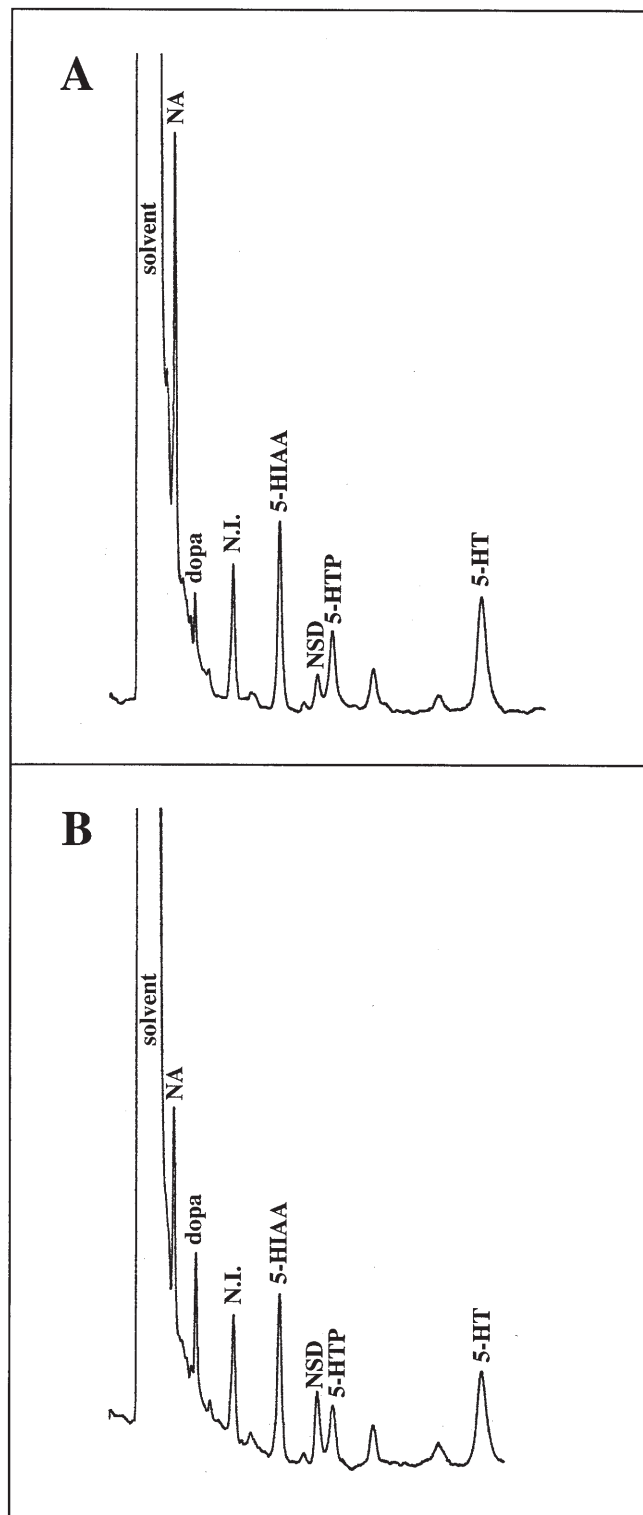 A
solvent
NA
dopa
N.I.
5-HIAA
NSD
5-HTP
5-HT
B
solvent
NA
dopa
N.I.
5-HIAA
NSD
5-HTP
5-HT